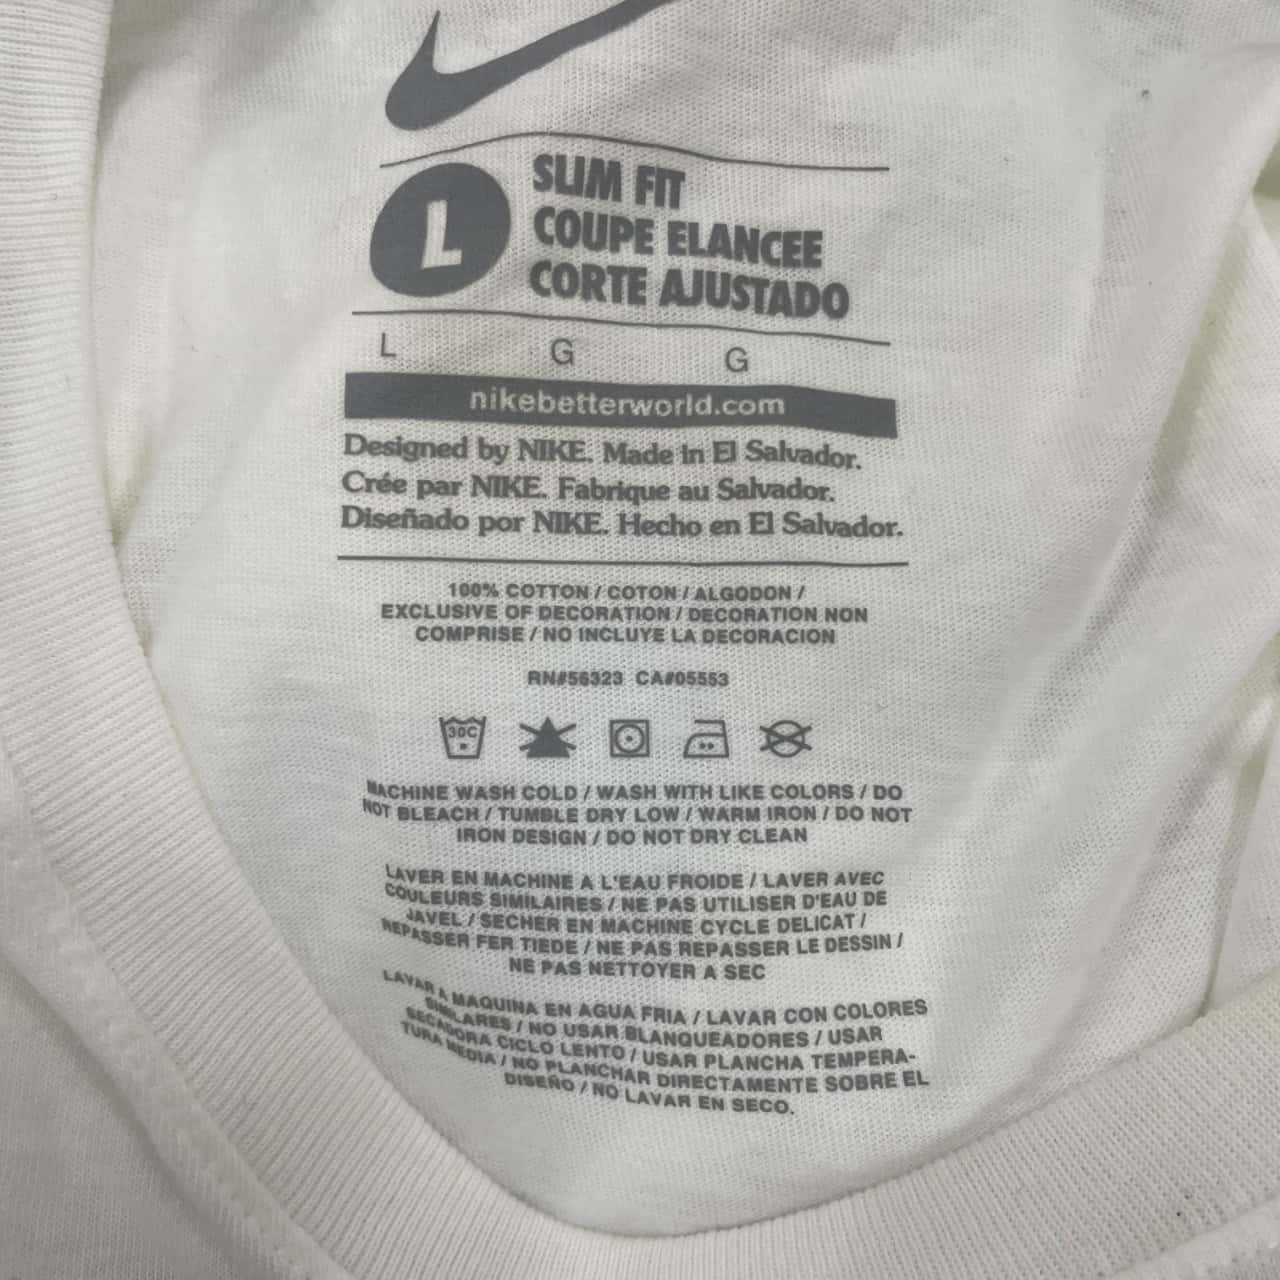 L
SLIM FIT
COUPE ELANCEE
CORTE AJUSTADO
L G G
nikebetterworld.com
Designed by NIKE. Made in El Salvador.
Crée par NIKE. Fabrique au Salvador.
Diseñado por NIKE. Hecho en El Salvador.
100% COTTON / COTON / ALGODON /
EXCLUSIVE OF DECORATION / DECORATION NON
COMPRISE / NO INCLUYE LA DECORACION
RN#56323 CA#05553
30C
MACHINE WASH COLD / WASH WITH LIKE COLORS / DO
NOT BLEACH / TUMBLE DRY LOW / WARM IRON / DO NOT
IRON DESIGN / DO NOT DRY CLEAN
LAVER EN MACHINE A L'EAU FROIDE / LAVER AVEC
COULEURS SIMILAIRES / NE PAS UTILISER D'EAU DE
JAVEL / SECHER EN MACHINE CYCLE DELICAT /
REPASSER FER TIEDE / NE PAS REPASSER LE DESSIN /
NE PAS NETTOYER A SEC
LAVAR A MAQUINA EN AGUA FRIA / LAVAR CON COLORES
SIMILARES / NO USAR BLANQUEADORES / USAR
SECADORA CICLO LENTO / USAR PLANCHA TEMPERA-
TURA MEDIA / NO PLANCHAR DIRECTAMENTE SOBRE EL
DISEÑO / NO LAVAR EN SECO.